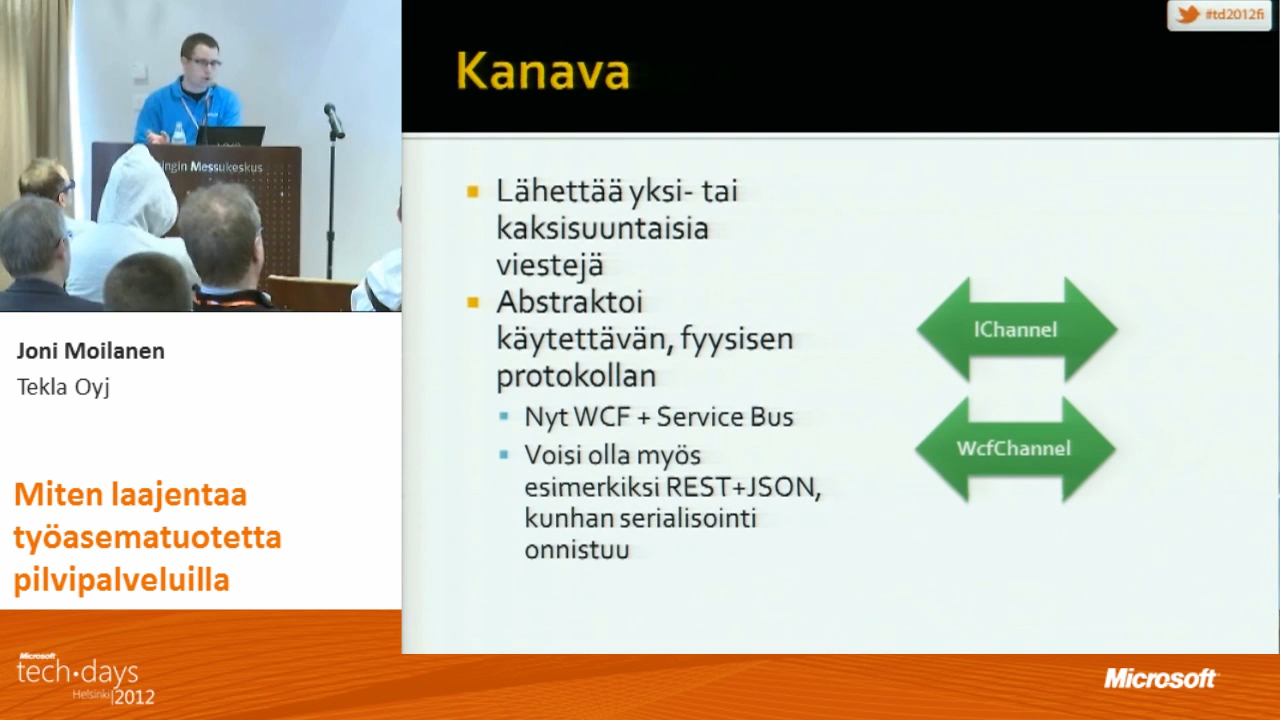 #td2012fi
Kanava
ingin Messukeskus
Lähettää yksi- tai
kaksisuuntaisia
viestejä
Abstraktoi
käytettävän, fyysisen
protokollan
Nyt WCF + Service Bus
Voisi olla myös
esimerkiksi REST+JSON,
kunhan serialisointi
onnistuu
IChannel
WcfChannel
Joni Moilanen
Tekla Oyj
Miten laajentaa
työasematuotetta
pilvipalveluilla
Microsoft
tech·days
Helsinki|2012
Microsoft